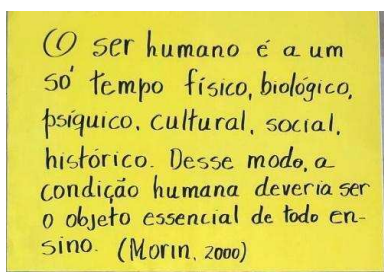 O ser humano é a um
só tempo físico, biológico,
psíquico, cultural, social,
histórico. Desse modo, a
condição humana deveria ser
o objeto essencial de todo en-
sino. (Morin, 2000)